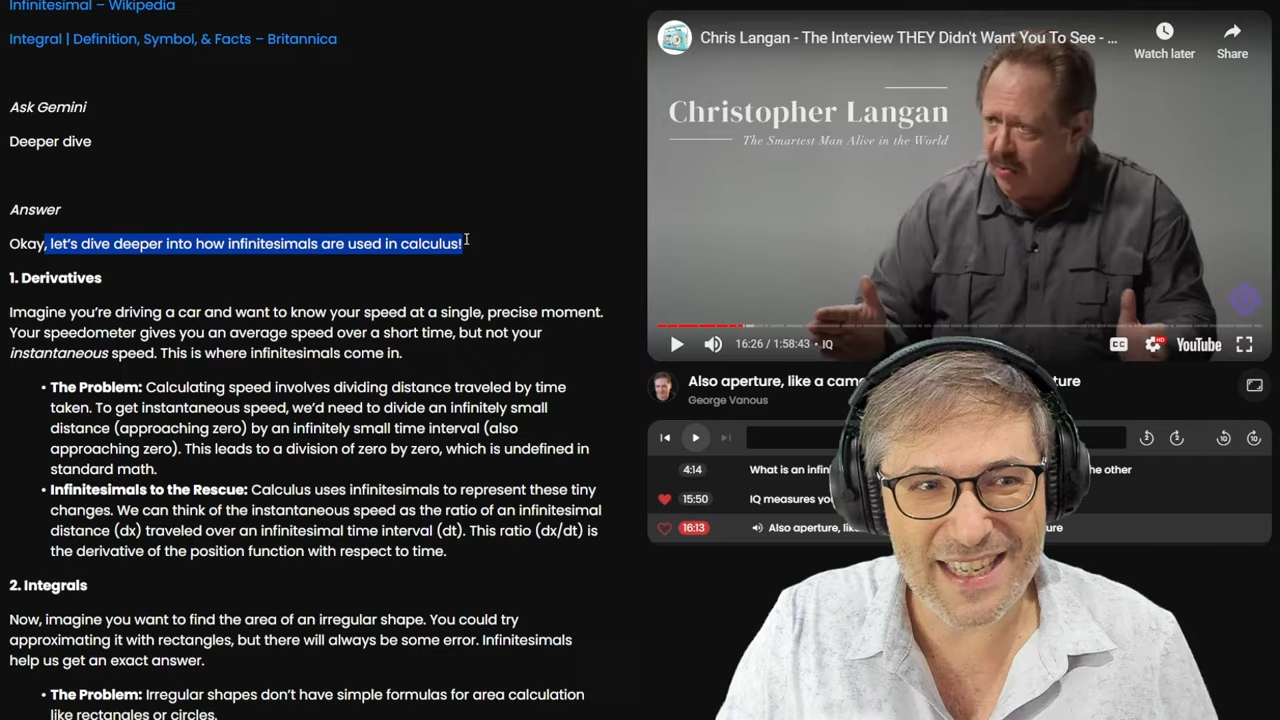 Infinitesimal – Wikipedia
Integral | Definition, Symbol, & Facts – Britannica
Ask Gemini
Deeper dive
Answer
Okay, let's dive deeper into how infinitesimals are used in calculus!
1. Derivatives
Imagine you're driving a car and want to know your speed at a single, precise moment.
Your speedometer gives you an average speed over a short time, but not your
instantaneous speed. This is where infinitesimals come in.
• The Problem: Calculating speed involves dividing distance traveled by time
taken. To get instantaneous speed, we'd need to divide an infinitely small
distance (approaching zero) by an infinitely small time interval (also
approaching zero). This leads to a division of zero by zero, which is undefined in
standard math.
• Infinitesimals to the Rescue: Calculus uses infinitesimals to represent these tiny
changes. We can think of the instantaneous speed as the ratio of an infinitesimal
distance (dx) traveled over an infinitesimal time interval (dt). This ratio (dx/dt) is
the derivative of the position function with respect to time.
2. Integrals
Now, imagine you want to find the area of an irregular shape. You could try
approximating it with rectangles, but there will always be some error. Infinitesimals
help us get an exact answer.
• The Problem: Irregular shapes don't have simple formulas for area calculation
like rectangles or circles.
Chris Langan - The Interview THEY Didn't Want You To See - ...
Watch later
Share
Christopher Langan
The Smartest Man Alive in the World
16:26 / 1:58:43 • IQ
CC
HD
YouTube
Also aperture, like a ture
George Vanous
4:14 What is an he other
15:50 IQ measures
16:13 Also aperture, ture